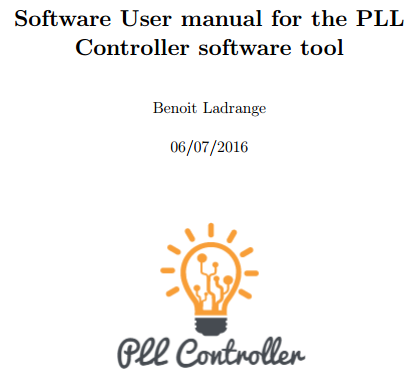 Software User manual for the PLL
Controller software tool
Benoit Ladrange
06/07/2016
PLL Controller